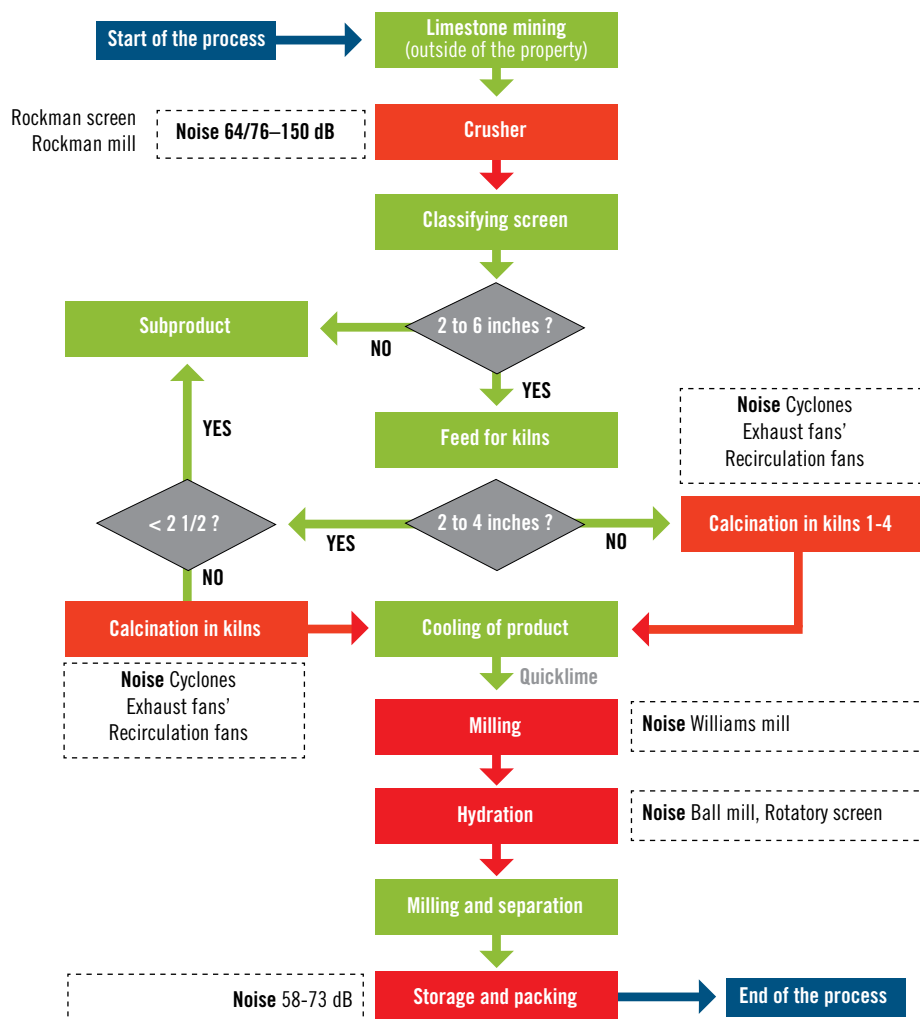 Start of the process
Limestone mining
(outside of the property)
Rockman screen
Rockman mill
Noise 64/76–150 dB
Crusher
Classifying screen
Subproduct
2 to 6 inches ?
NO
YES
Noise Cyclones
Exhaust fans’
Recirculation fans
YES
Feed for kilns
< 2 1/2 ?
2 to 4 inches ?
Calcination in kilns 1-4
YES
NO
NO
Calcination in kilns
Cooling of product
Noise Cyclones
Exhaust fans’
Recirculation fans
Quicklime
Milling
Noise Williams mill
Hydration
Noise Ball mill, Rotatory screen
Milling and separation
Noise 58-73 dB
Storage and packing
End of the process